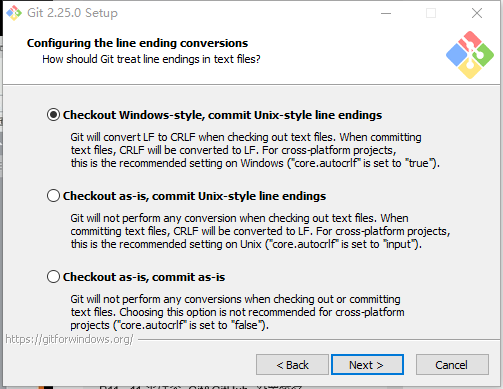 Git 2.25.0 Setup
Configuring the line ending conversions
How should Git treat line endings in text files?
Checkout Windows-style, commit Unix-style line endings
Git will convert LF to CRLF when checking out text files. When committing
text files, CRLF will be converted to LF. For cross-platform projects,
this is the recommended setting on Windows ("core.autocrlf" is set to "true").
Checkout as-is, commit Unix-style line endings
Git will not perform any conversion when checking out text files. When
committing text files, CRLF will be converted to LF. For cross-platform projects,
this is the recommended setting on Unix ("core.autocrlf" is set to "input").
Checkout as-is, commit as-is
Git will not perform any conversions when checking out or committing
text files. Choosing this option is not recommended for cross-platform
projects ("core.autocrlf" is set to "false").
https://gitforwindows.org/
< Back
Next >
Cancel